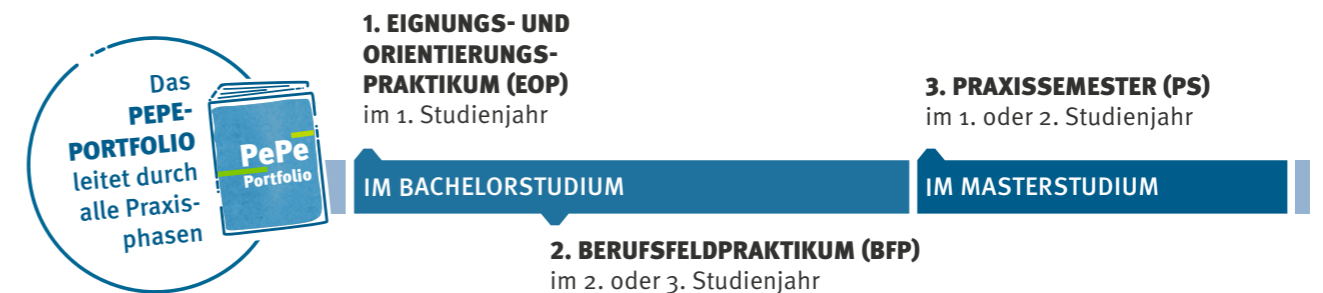 Das
PEPE-
PORTFOLIO
leitet durch
alle Praxis-
phasen
PePe
Portfolio
1. EIGNUNGS- UND
ORIENTIERUNGS-
PRAKTIKUM (EOP)
im 1. Studienjahr
3. PRAXISSEMESTER (PS)
im 1. oder 2. Studienjahr
IM BACHELORSTUDIUM
IM MASTERSTUDIUM
2. BERUFSFELDPRAKTIKUM (BFP)
im 2. oder 3. Studienjahr